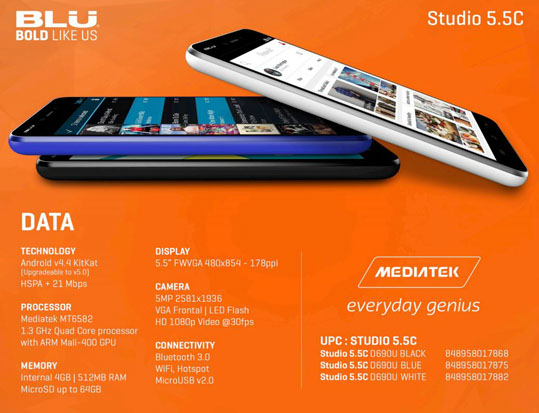 BLU
BOLD LIKE US
Studio 5.5C
BLU
BLU
DATA
TECHNOLOGY
Android v4.4 KitKat
(Upgradeable to v5.0)
HSPA + 21 Mbps
PROCESSOR
Mediatek MT6582
1.3 GHz Quad Core processor
with ARM Mali-400 GPU
MEMORY
Internal 4GB | 512MB RAM
MicroSD up to 64GB
DISPLAY
5.5" FWVGA 480x854 - 178ppi
CAMERA
5MP 2581x1936
VGA Frontal | LED Flash
HD 1080p Video @30fps
CONNECTIVITY
Bluetooth 3.0
WiFi, Hotspot
MicroUSB v2.0
MEDIATEK
everyday genius
UPC : STUDIO 5.5C
Studio 5.5C D690U BLACK 848958017868
Studio 5.5C D690U BLUE 848958017875
Studio 5.5C D690U WHITE 848958017882